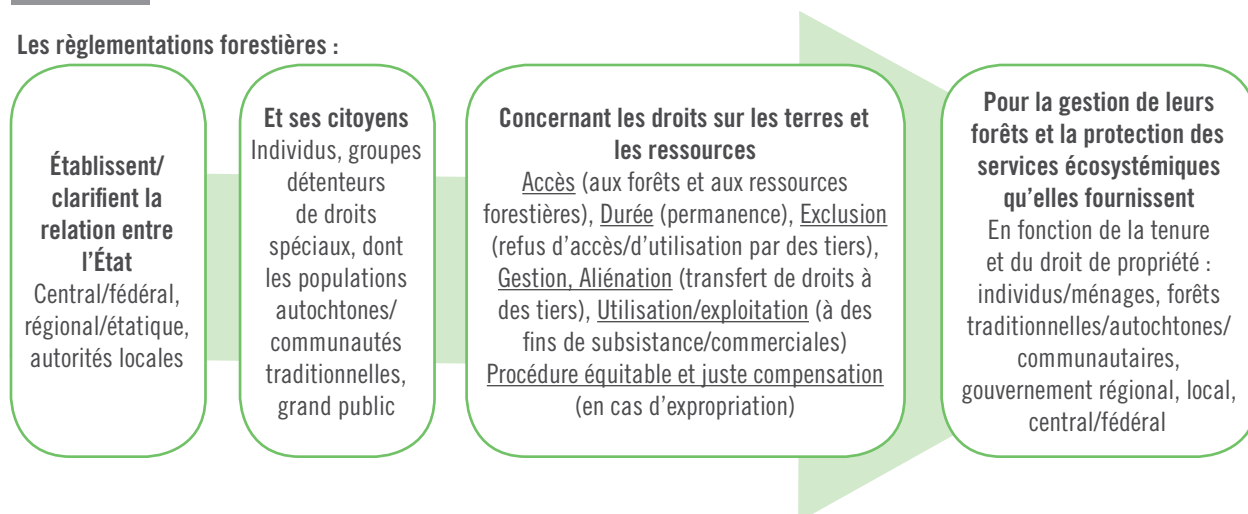 Les règlementations forestières :
Établissent/
clarifient la
relation entre
l'État
Central/fédéral,
régional/étatique,
autorités locales
Et ses citoyens
Individus, groupes
détenteurs
de droits
spéciaux, dont
les populations
autochtones/
communautés
traditionnelles,
grand public
Concernant les droits sur les terres et
les ressources
Accès (aux forêts et aux ressources
forestières), Durée (permanence), Exclusion
(refus d'accès/d'utilisation par des tiers),
Gestion, Aliénation (transfert de droits à
des tiers), Utilisation/exploitation (à des
fins de subsistance/commerciales)
Procédure équitable et juste compensation
(en cas d'expropriation)
Pour la gestion de leurs
forêts et la protection des
services écosystémiques
qu'elles fournissent
En fonction de la tenure
et du droit de propriété :
individus/ménages, forêts
traditionnelles/autochtones/
communautaires,
gouvernement régional, local,
central/fédéral